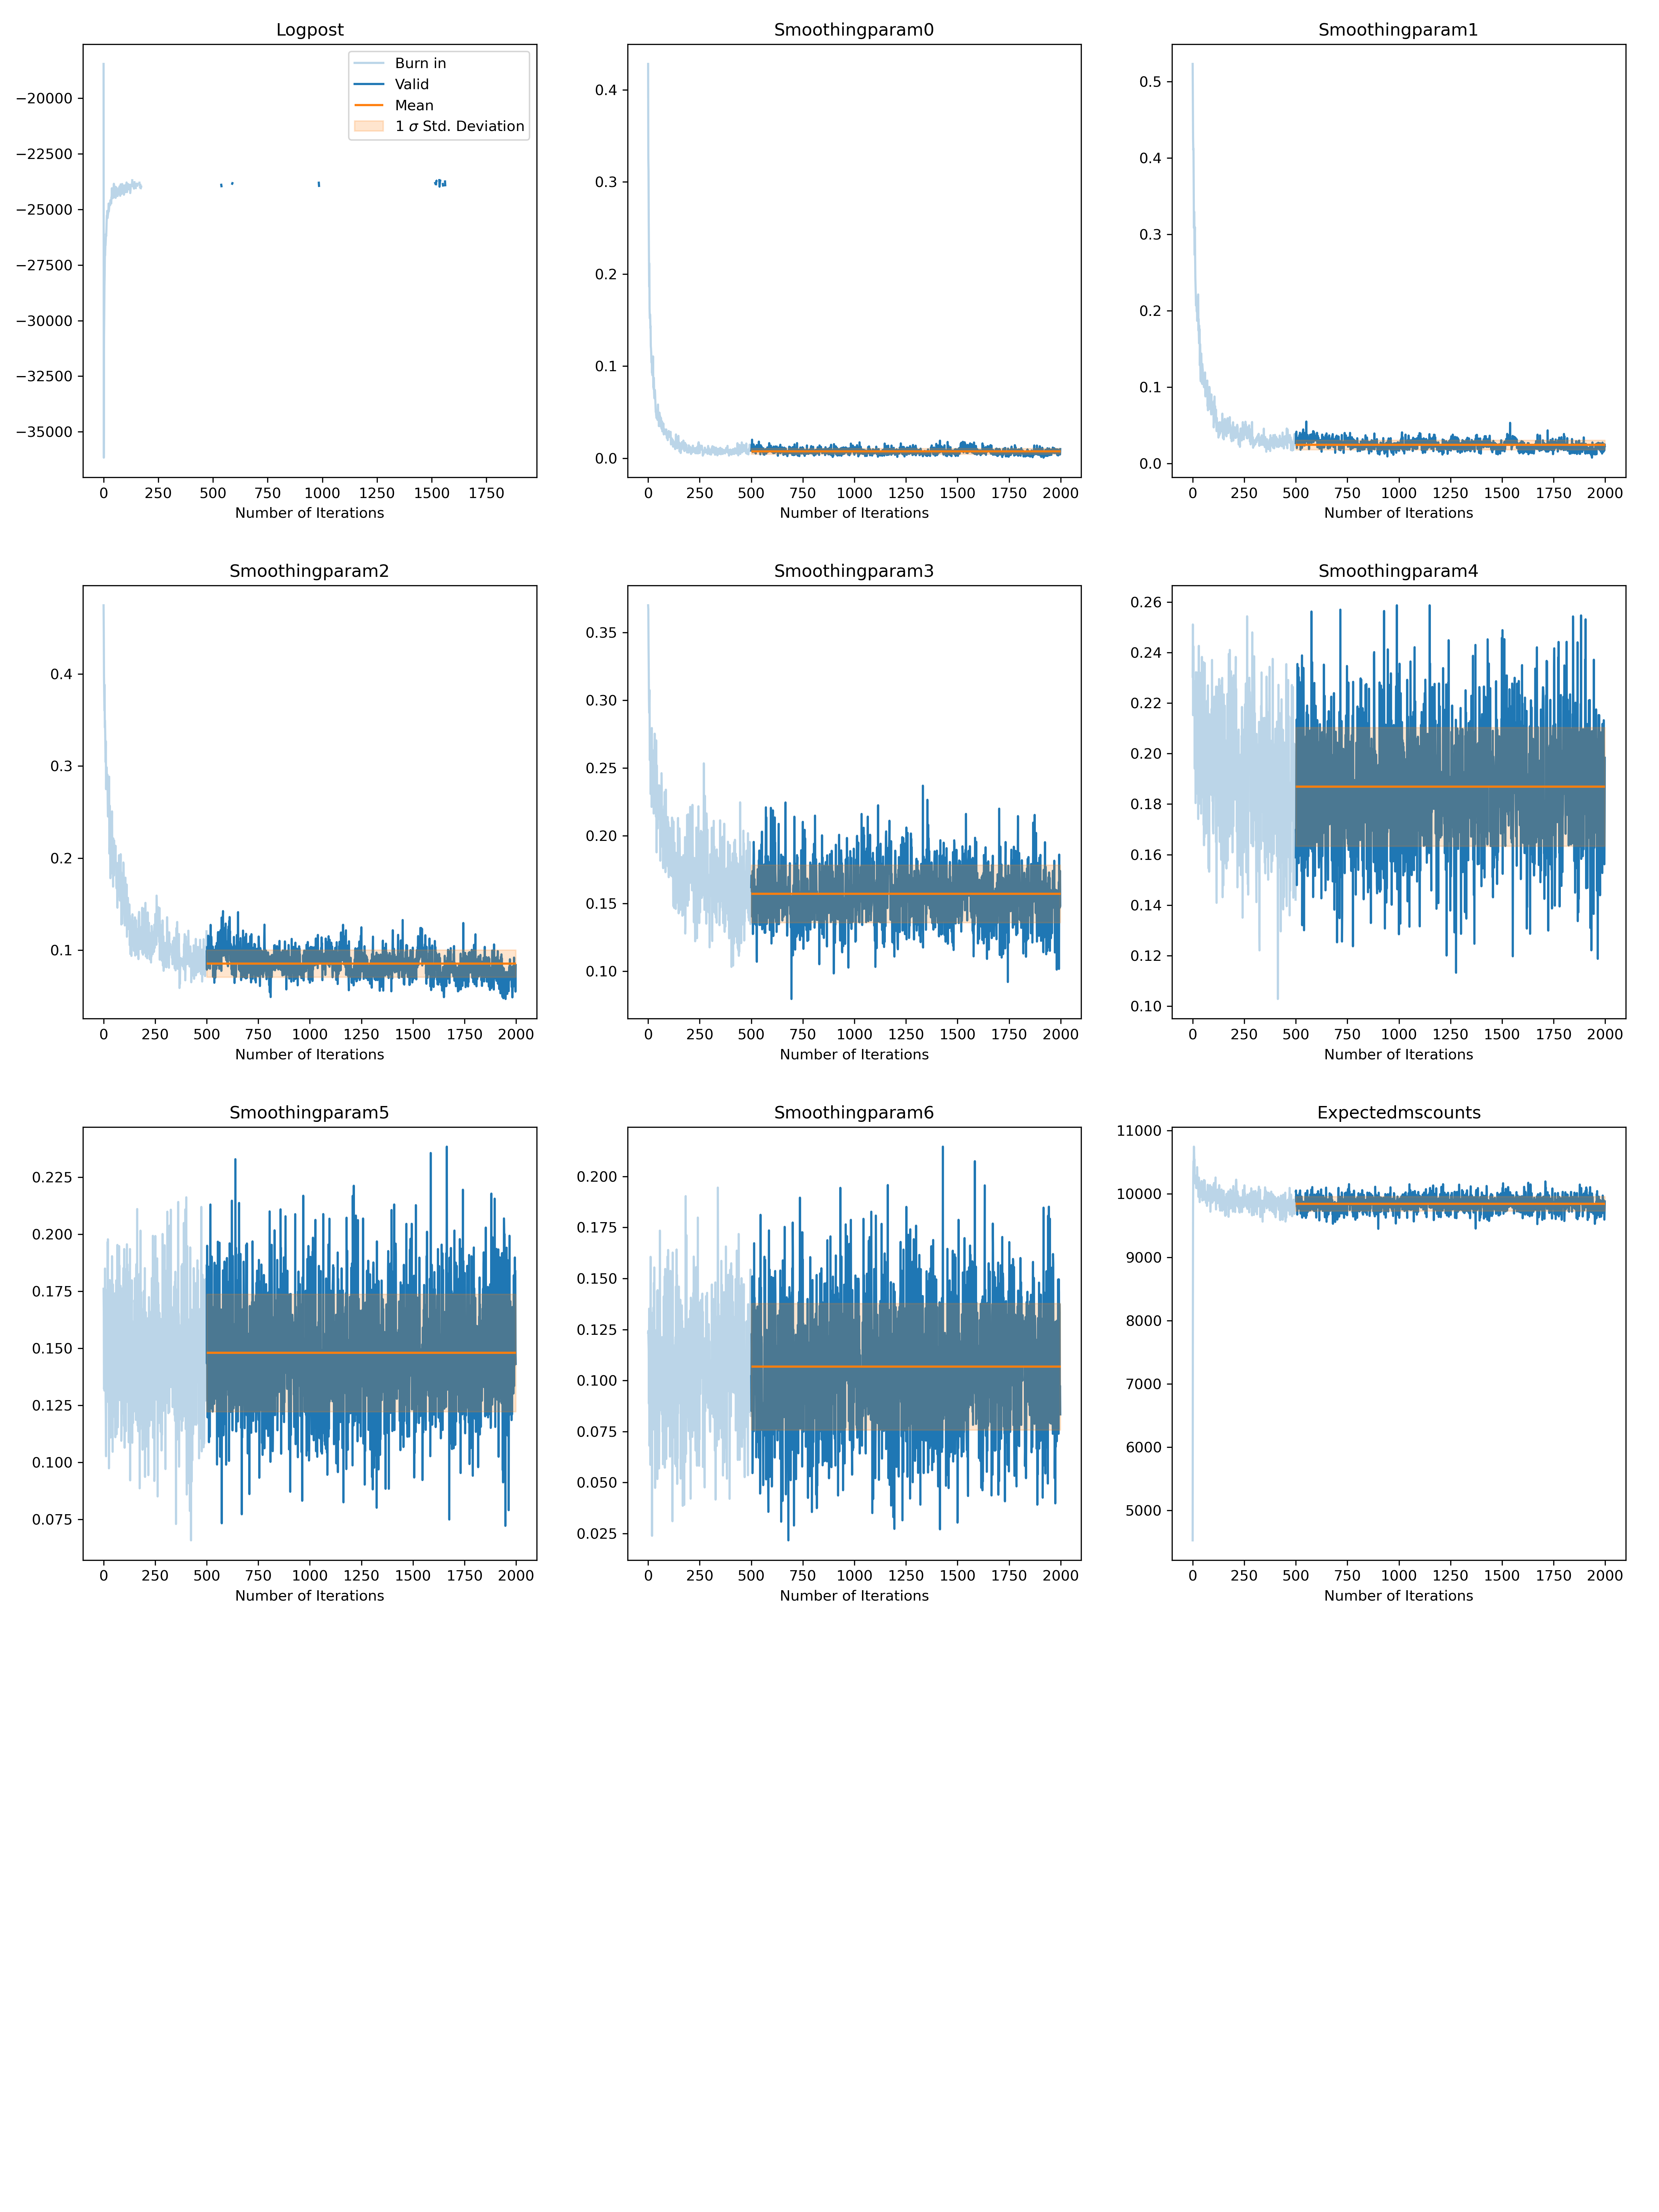 Logpost
Burn in
Valid
Mean
1 σ Std. Deviation
−20000
−22500
−25000
−27500
−30000
−32500
−35000
0 250 500 750 1000 1250 1500 1750
Number of Iterations
Smoothingparam0
0.4
0.3
0.2
0.1
0.0
0 250 500 750 1000 1250 1500 1750 2000
Number of Iterations
Smoothingparam1
0.5
0.4
0.3
0.2
0.1
0.0
0 250 500 750 1000 1250 1500 1750 2000
Number of Iterations
Smoothingparam2
0.4
0.3
0.2
0.1
0 250 500 750 1000 1250 1500 1750 2000
Number of Iterations
Smoothingparam3
0.35
0.30
0.25
0.20
0.15
0.10
0 250 500 750 1000 1250 1500 1750 2000
Number of Iterations
Smoothingparam4
0.26
0.24
0.22
0.20
0.18
0.16
0.14
0.12
0.10
0 250 500 750 1000 1250 1500 1750 2000
Number of Iterations
Smoothingparam5
0.225
0.200
0.175
0.150
0.125
0.100
0.075
0 250 500 750 1000 1250 1500 1750 2000
Number of Iterations
Smoothingparam6
0.200
0.175
0.150
0.125
0.100
0.075
0.050
0.025
0 250 500 750 1000 1250 1500 1750 2000
Number of Iterations
Expectedmscounts
11000
10000
9000
8000
7000
6000
5000
0 250 500 750 1000 1250 1500 1750 2000
Number of Iterations